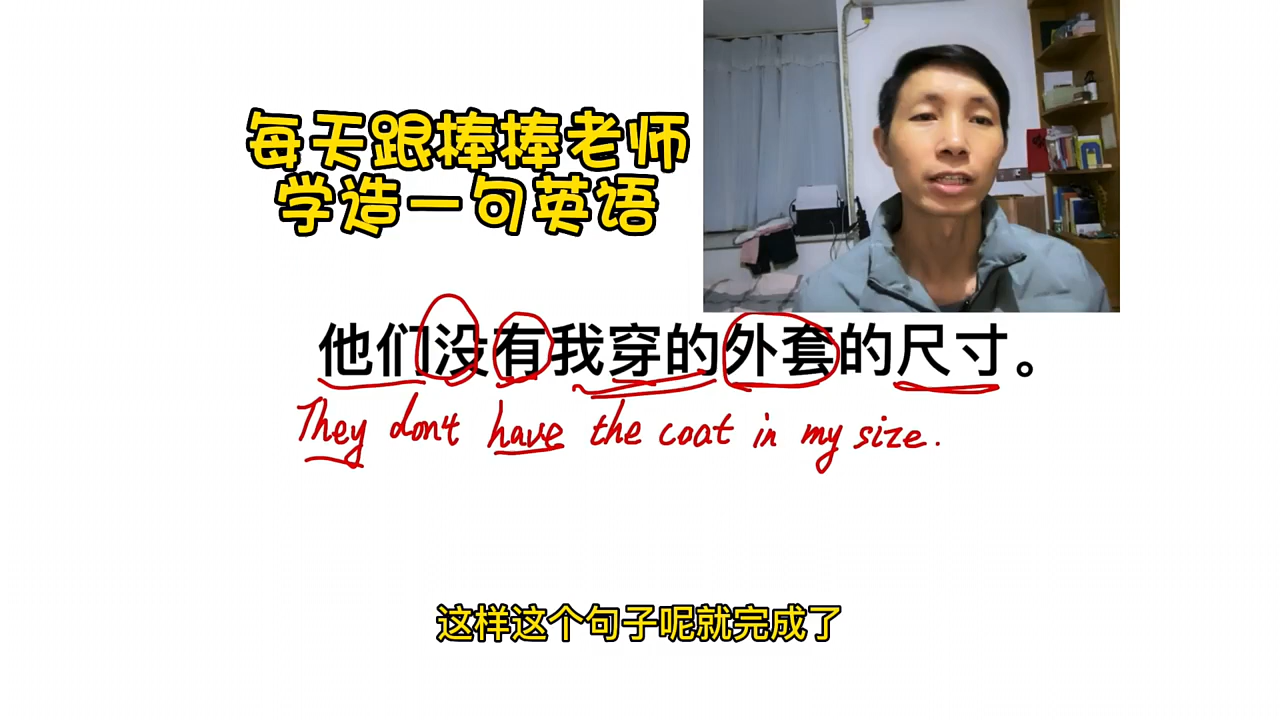 每天跟棒棒老师
学造一句英语
他们没有我穿的外套的尺寸。
They don't have the coat in my size.
这样这个句子呢就完成了